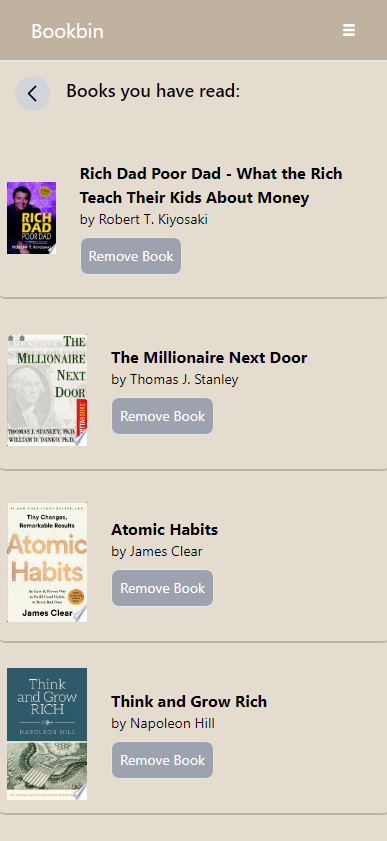 Bookbin
Books you have read:
RICH
DAD
POOR DAD
ROBERT T. KIYOSAKI
Rich Dad Poor Dad - What the Rich
Teach Their Kids About Money
by Robert T. Kiyosaki
Remove Book
THE
MILLIONAIRE
NEXT
DOOR
THOMAS J. STANLEY, PH.D.
WILLIAM D. DANKO, PH.D.
The Millionaire Next Door
by Thomas J. Stanley
Remove Book
Tiny Changes,
Remarkable Results
Atomic
Habits
An Easy & Proven Way
to Build Good Habits
& Break Bad Ones
James Clear
Atomic Habits
by James Clear
Remove Book
Think
and Grow
RICH
NAPOLEON HILL
Think and Grow Rich
by Napoleon Hill
Remove Book